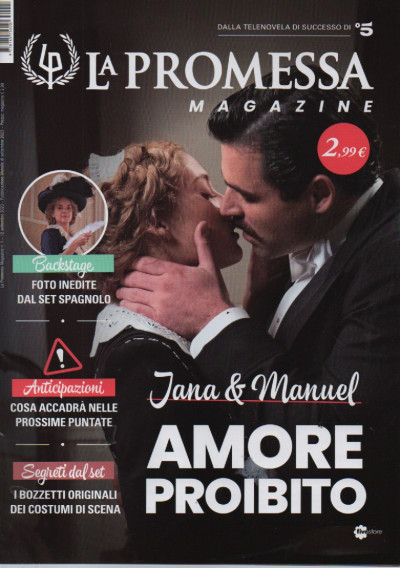 DALLA TELENOVELA DI SUCCESSO DI 5
LP
LA PROMESSA
MAGAZINE
2,99 €
Backstage
FOTO INEDITE
DAL SET SPAGNOLO
Anticipazioni
COSA ACCADRÀ NELLE
PROSSIME PUNTATE
Segreti dal set
I BOZZETTI ORIGINALI
DEI COSTUMI DI SCENA
Jana & Manuel
AMORE
PROIBITO